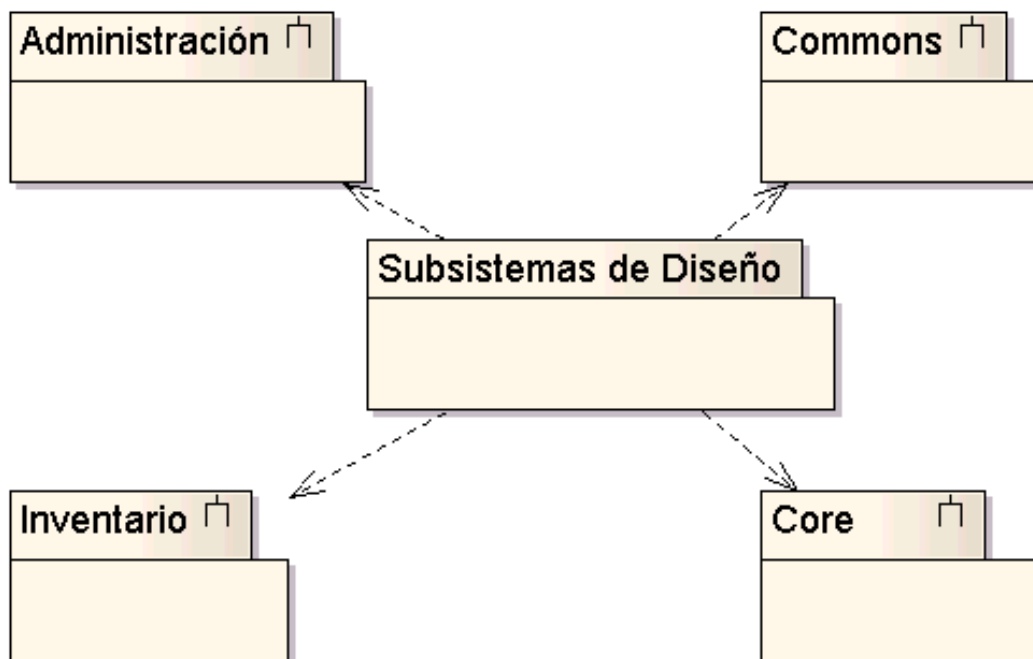 Administración
Commons
Subsistemas de Diseño
Inventario
Core